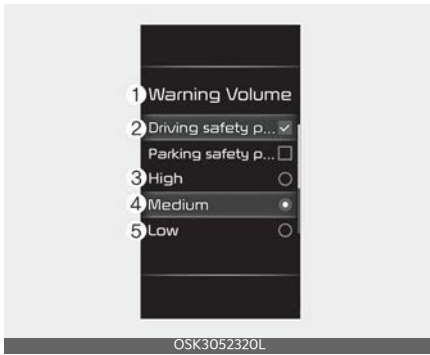 1 Warning Volume
2 Driving safety p...
Parking safety p...
3 High
4 Medium
5 Low
OSK3052320L